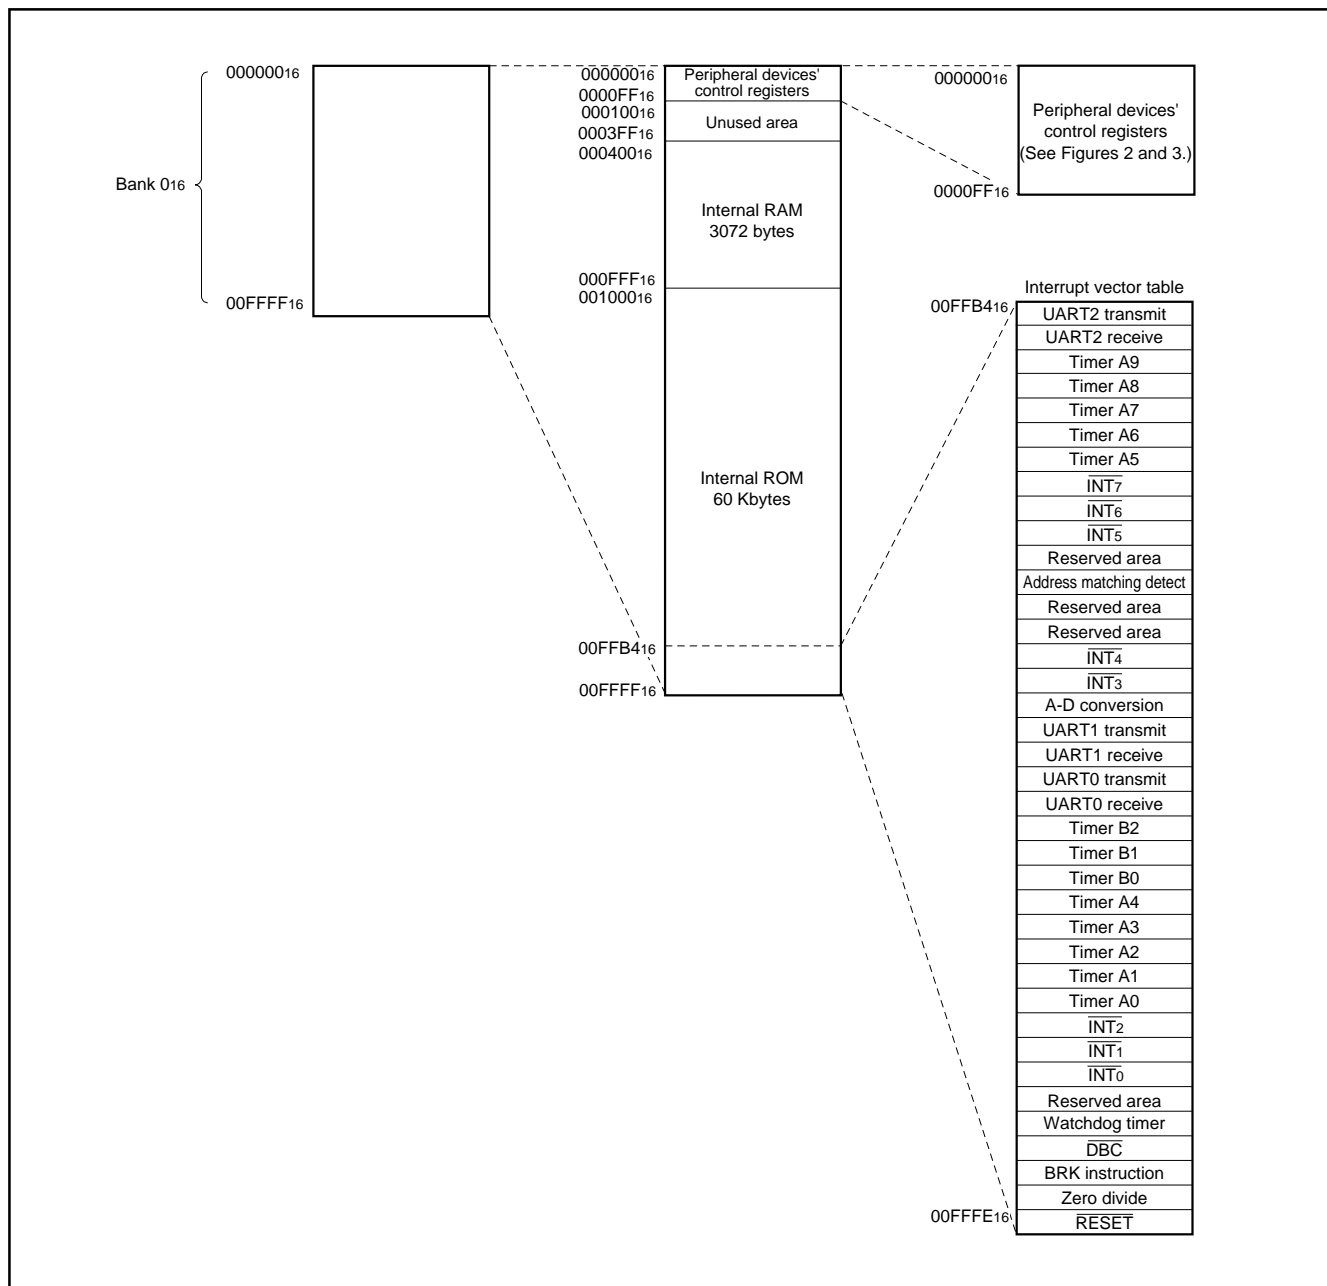 Bank 016
00000016
00FFFF16
00000016
0000FF16
00010016
0003FF16
00040016
000FFF16
00100016
00FFB416
00FFFF16
Peripheral devices'
control registers
Unused area
Internal RAM
3072 bytes
Internal ROM
60 Kbytes
00000016
0000FF16
Peripheral devices'
control registers
(See Figures 2 and 3.)
Interrupt vector table
00FFB416
UART2 transmit
UART2 receive
Timer A9
Timer A8
Timer A7
Timer A6
Timer A5
INT7
INT6
INT5
Reserved area
Address matching detect
Reserved area
Reserved area
INT4
INT3
A-D conversion
UART1 transmit
UART1 receive
UART0 transmit
UART0 receive
Timer B2
Timer B1
Timer B0
Timer A4
Timer A3
Timer A2
Timer A1
Timer A0
INT2
INT1
INT0
Reserved area
Watchdog timer
DBC
BRK instruction
Zero divide
00FFFE16
RESET